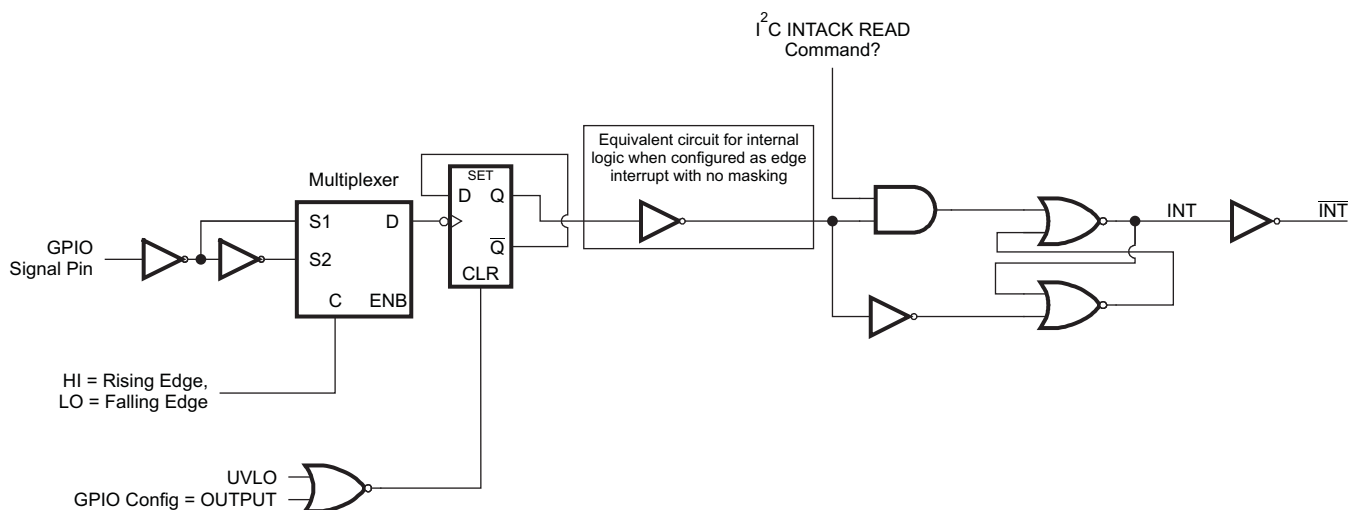 I²C INTACK READ
Command?
Equivalent circuit for internal
logic when configured as edge
interrupt with no masking
Multiplexer
SET
D Q
Q̅
CLR
S1 D
S2
C ENB
GPIO
Signal Pin
INT
I̅N̅T̅
HI = Rising Edge,
LO = Falling Edge
UVLO
GPIO Config = OUTPUT